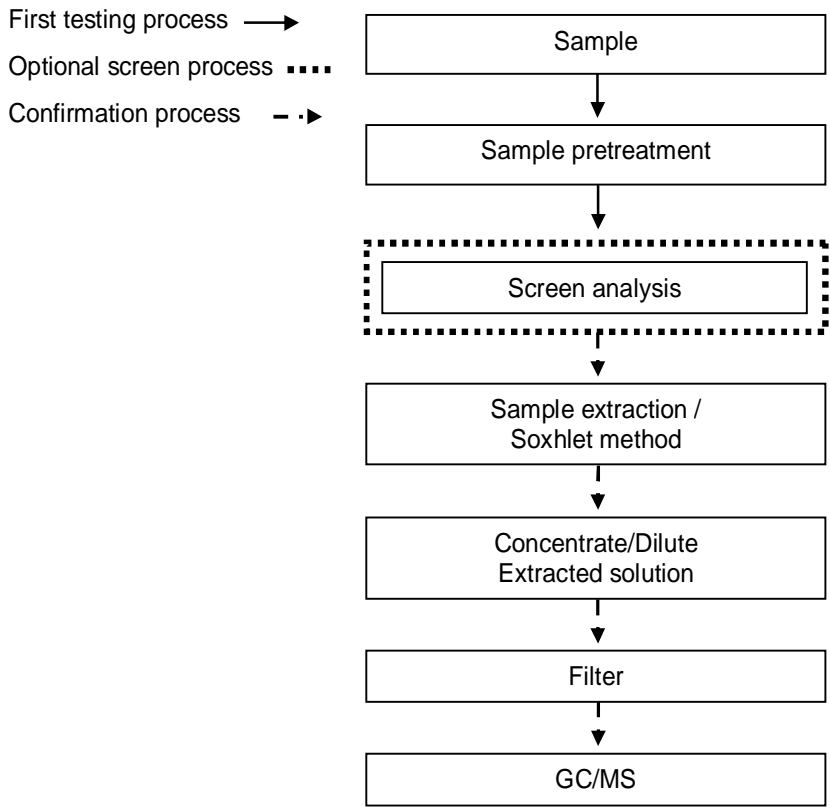 First testing process
Optional screen process
Confirmation process
Sample
Sample pretreatment
Screen analysis
Sample extraction /
Soxhlet method
Concentrate/Dilute
Extracted solution
Filter
GC/MS